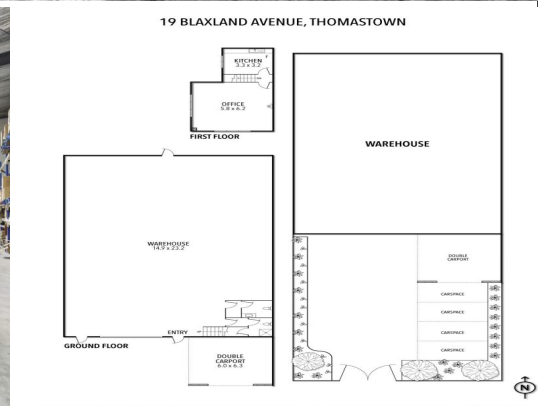 19 BLAXLAND AVENUE, THOMASTOWN
KITCHEN
3.3 x 3.2
OFFICE
5.8 x 6.2
FIRST FLOOR
WAREHOUSE
14.9 x 23.2
ENTRY
GROUND FLOOR
DOUBLE
CARPORT
6.0 x 6.3
WAREHOUSE
DOUBLE
CARPORT
CARSPACE
CARSPACE
CARSPACE
CARSPACE
N